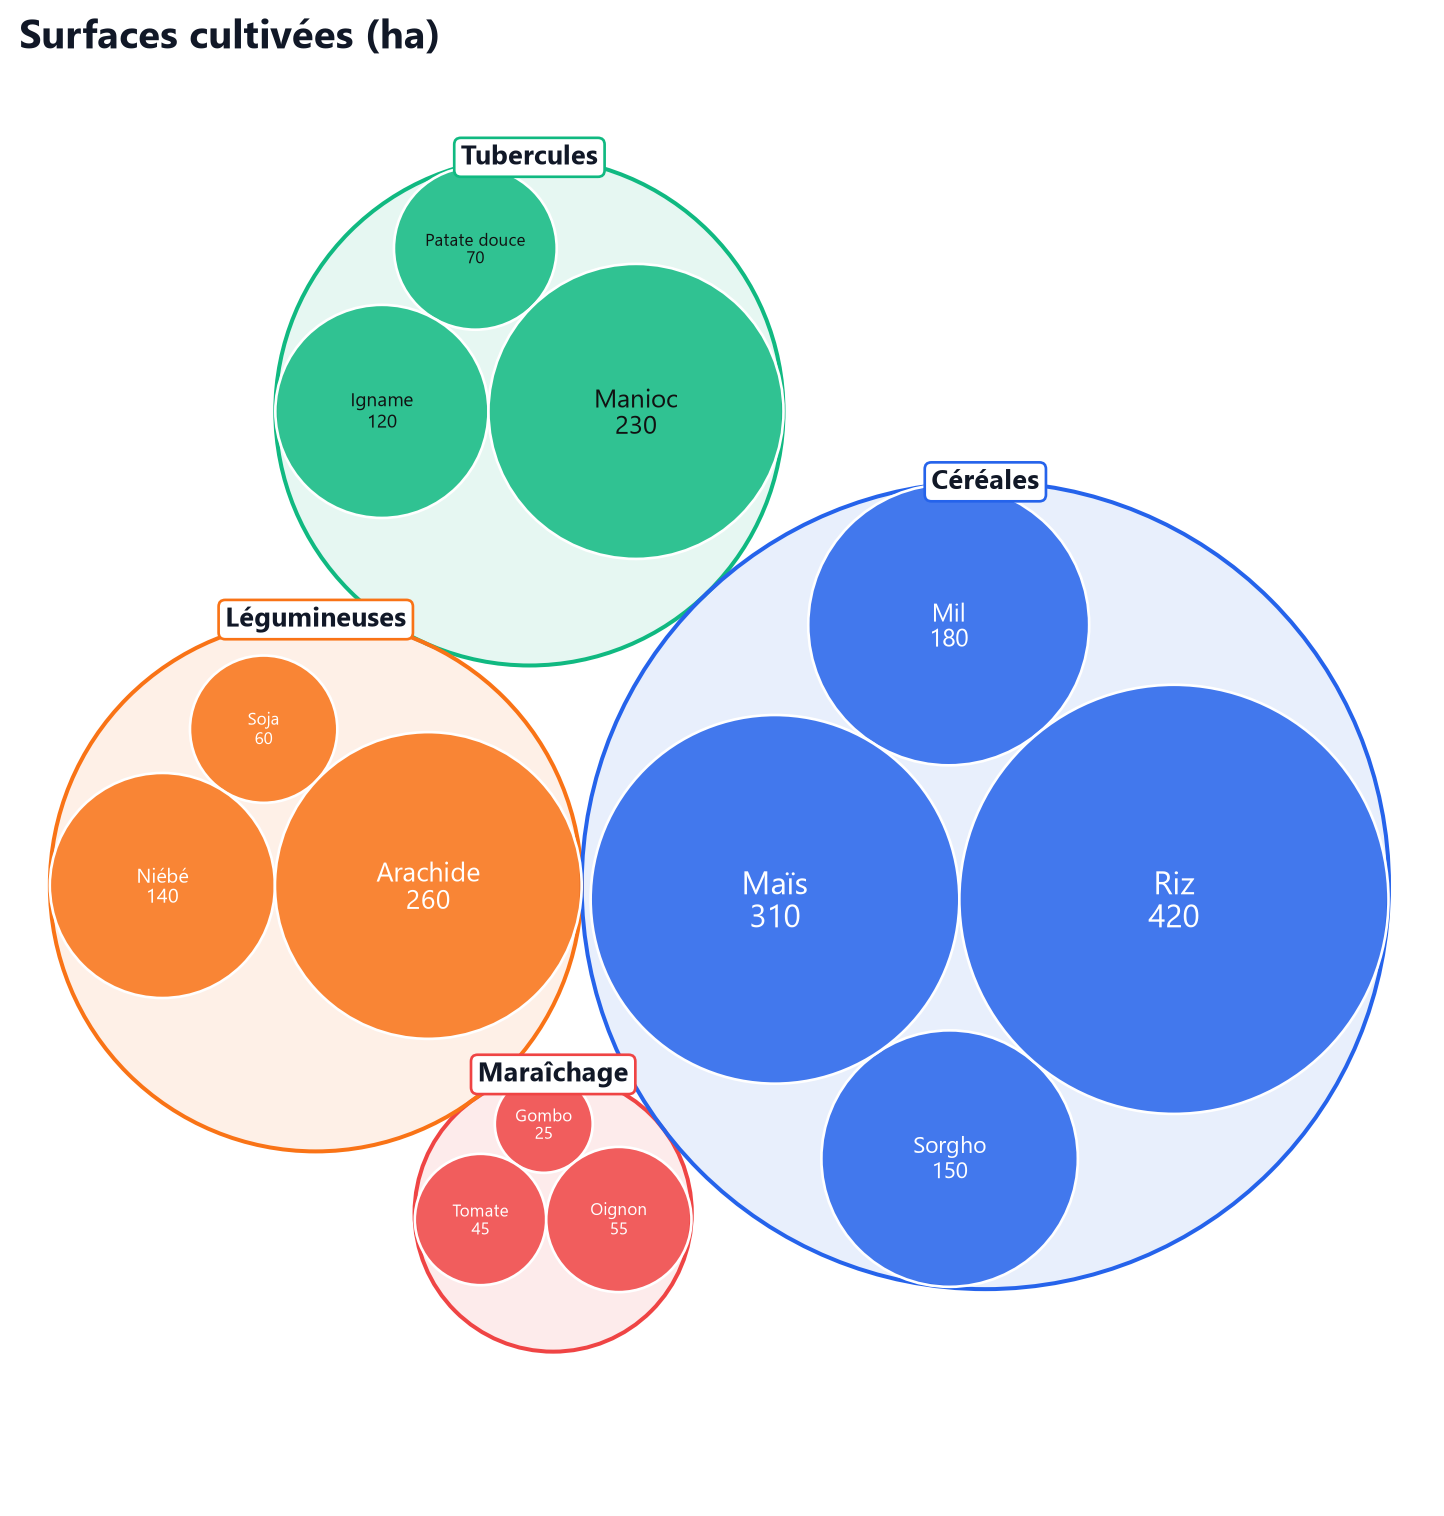 Surfaces cultivées (ha)
Tubercules
Patate douce
70
Igname
120
Manioc
230
Céréales
Mil
180
Maïs
310
Riz
420
Sorgho
150
Légumineuses
Soja
60
Niébé
140
Arachide
260
Maraîchage
Gombo
25
Tomate
45
Oignon
55